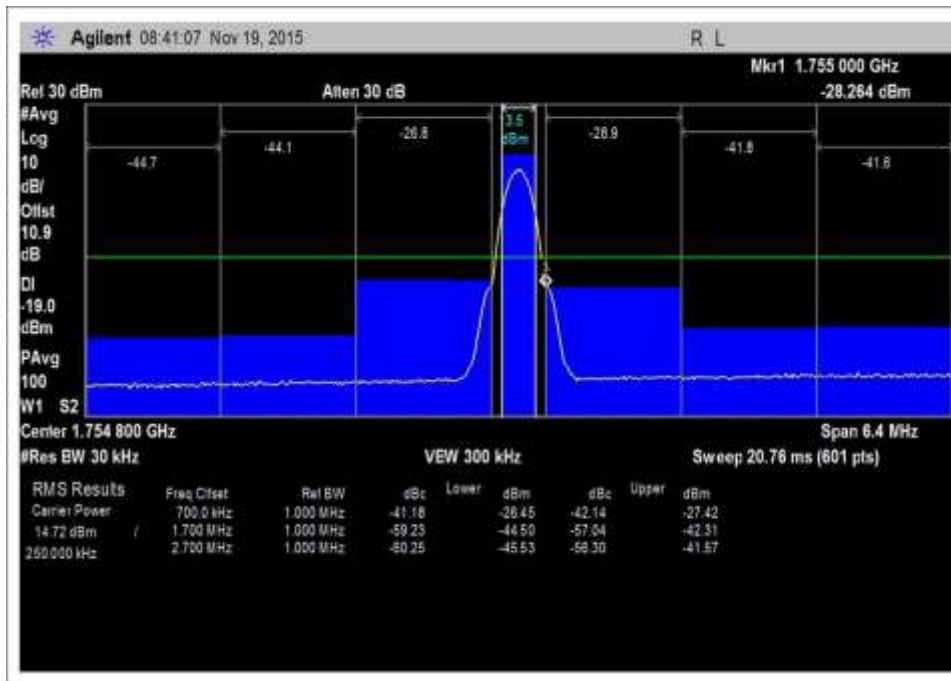 Agilent 08:41:07 Nov 19, 2015 R L
Mkr1 1.755 000 GHz
Ref 30 dBm Atten 30 dB -28.264 dBm
#Avg
Log
10
dB/
Offst
10.9
dB
DI
-19.0
dBm
PAvg
100
W1 S2
-44.7 -44.1 -26.8 3.5 dBm -28.9 -41.8 -41.6
1
Center 1.754 800 GHz Span 6.4 MHz
#Res BW 30 kHz VBW 300 kHz Sweep 20.76 ms (601 pts)
RMS Results Freq Offset Ref BW dBc Lower dBm dBc Upper dBm
Carrier Power 700.0 kHz 1.000 MHz -41.18 -26.45 -42.14 -27.42
14.72 dBm / 1.700 MHz 1.000 MHz -59.23 -44.50 -57.04 -42.31
250.000 kHz 2.700 MHz 1.000 MHz -60.25 -45.53 -56.30 -41.57